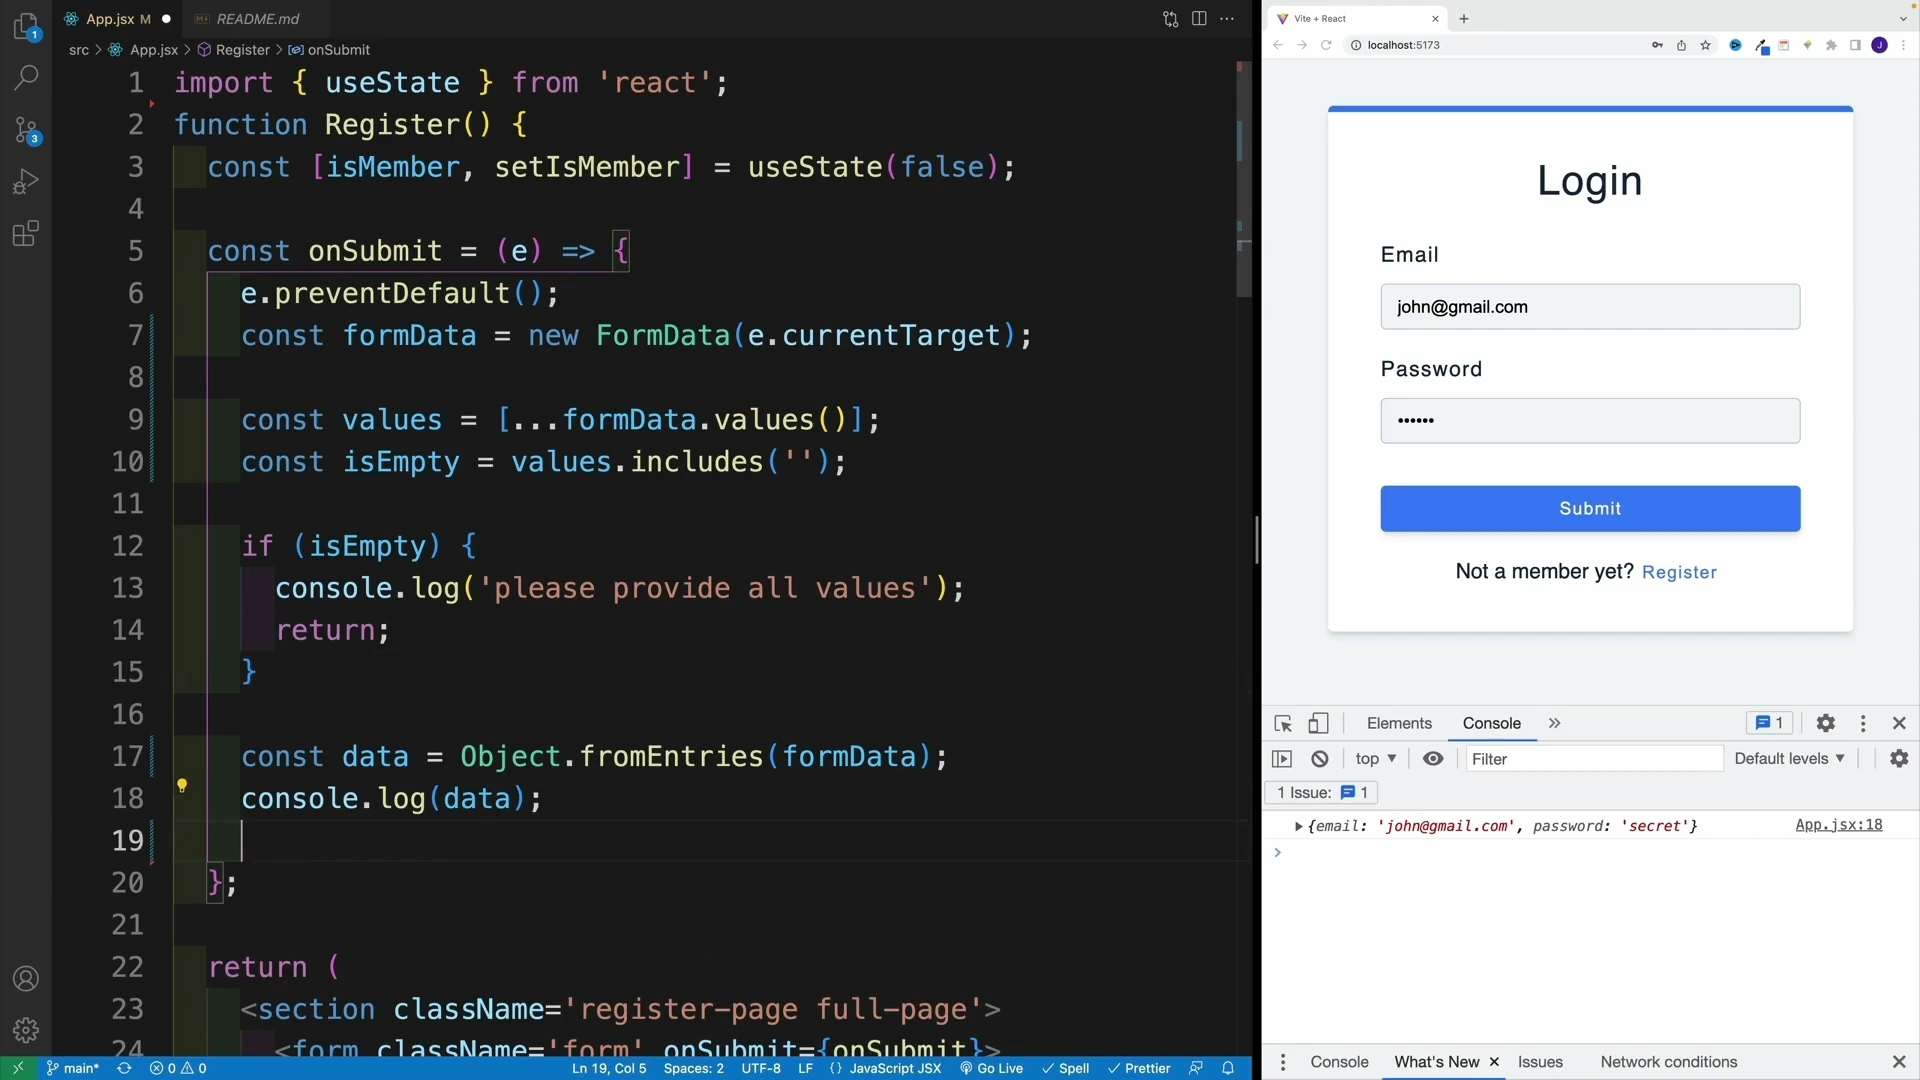 App.jsx M
README.md
src > App.jsx > Register > onSubmit
1 import { useState } from 'react';
2 function Register() {
3 const [isMember, setIsMember] = useState(false);
4
5 const onSubmit = (e) => {
6 e.preventDefault();
7 const formData = new FormData(e.currentTarget);
8
9 const values = [...formData.values()];
10 const isEmpty = values.includes('');
11
12 if (isEmpty) {
13 console.log('please provide all values');
14 return;
15 }
16
17 const data = Object.fromEntries(formData);
18 console.log(data);
19
20 };
21
22 return (
23 <section className='register-page full-page'>
24 <form className='form' onSubmit={onSubmit}>
1
3
main*
0 0
Ln 19, Col 5
Spaces: 2
UTF-8
LF
{} JavaScript JSX
Go Live
Spell
Prettier
Vite + React
localhost:5173
J
Login
Email
john@gmail.com
Password
••••••
Submit
Not a member yet? Register
Elements
Console
1
top
Filter
Default levels
1 Issue: 1
{email: 'john@gmail.com', password: 'secret'}
App.jsx:18
Console
What's New
Issues
Network conditions